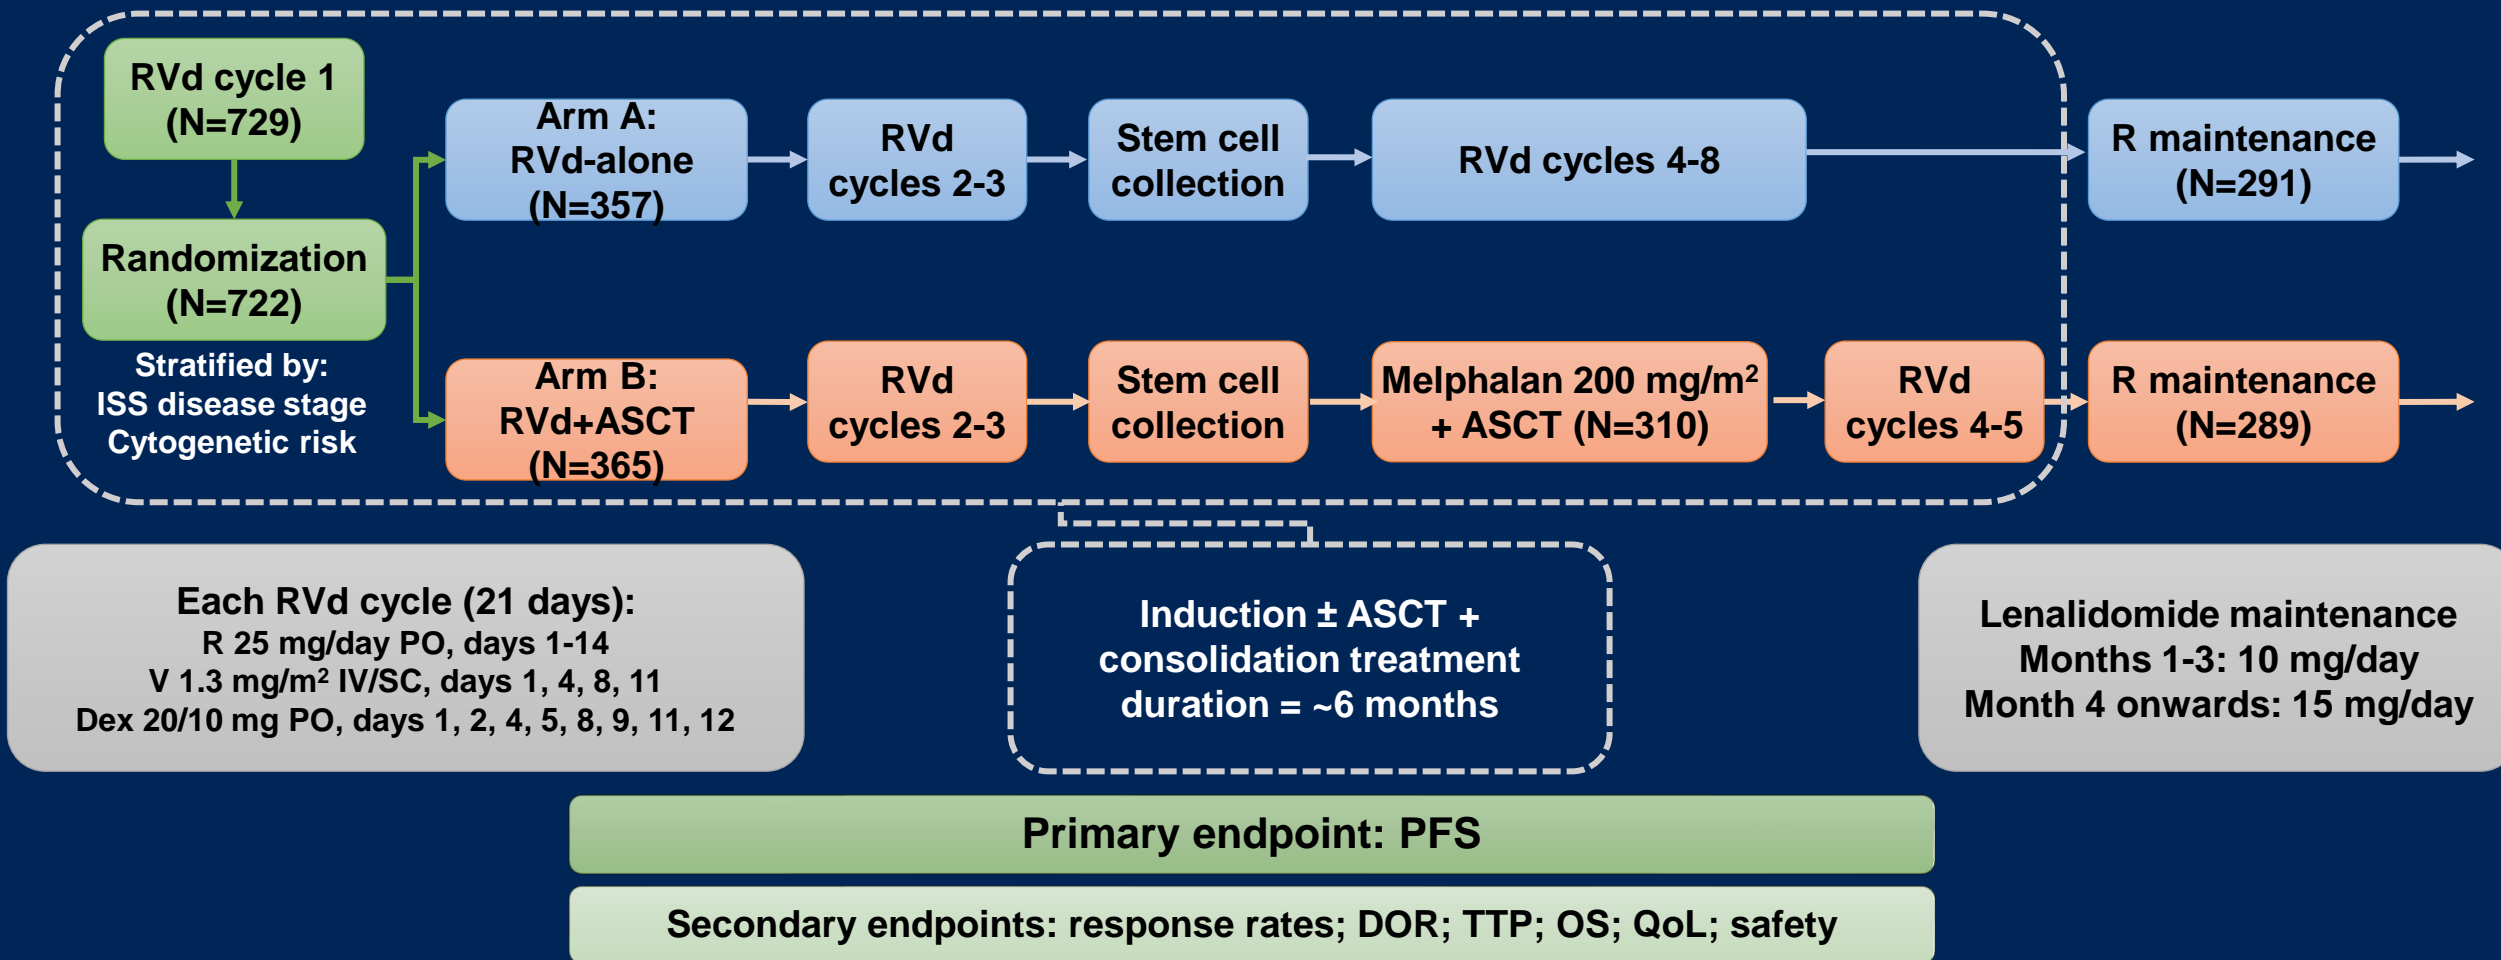 RVd cycle 1
(N=729)
Randomization
(N=722)
Stratified by:
ISS disease stage
Cytogenetic risk
Arm A:
RVd-alone
(N=357)
RVd
cycles 2-3
Stem cell
collection
RVd cycles 4-8
R maintenance
(N=291)
Arm B:
RVd+ASCT
(N=365)
RVd
cycles 2-3
Stem cell
collection
Melphalan 200 mg/m²
+ ASCT (N=310)
RVd
cycles 4-5
R maintenance
(N=289)
Each RVd cycle (21 days):
R 25 mg/day PO, days 1-14
V 1.3 mg/m² IV/SC, days 1, 4, 8, 11
Dex 20/10 mg PO, days 1, 2, 4, 5, 8, 9, 11, 12
Induction ± ASCT +
consolidation treatment
duration = ~6 months
Lenalidomide maintenance
Months 1-3: 10 mg/day
Month 4 onwards: 15 mg/day
Primary endpoint: PFS
Secondary endpoints: response rates; DOR; TTP; OS; QoL; safety